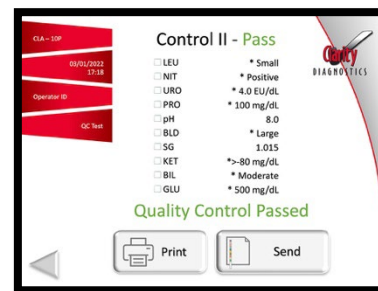 CLA – 10P
03/01/2022
17:18
Operator ID
QC Test
Control II - Pass
Clarity
DIAGNOSTICS
LEU * Small
NIT * Positive
URO * 4.0 EU/dL
PRO * 100 mg/dL
pH 8.0
BLD * Large
SG 1.015
KET *>-80 mg/dL
BIL * Moderate
GLU * 500 mg/dL
Quality Control Passed
Print
Send